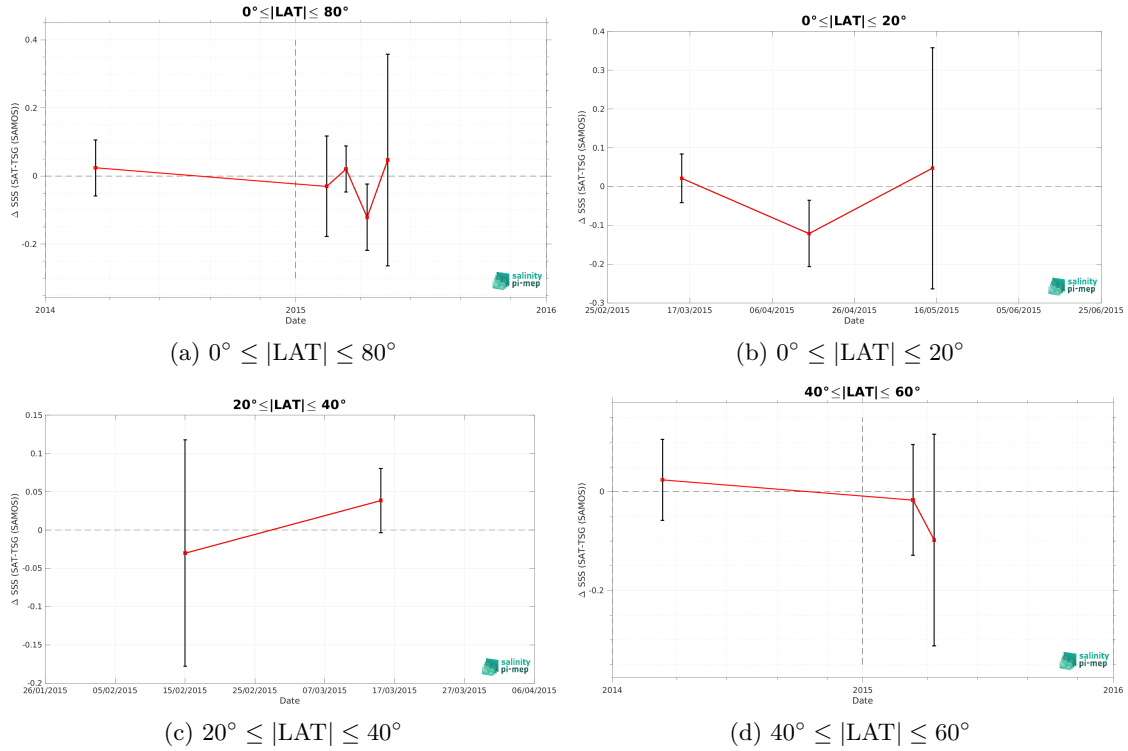 0°≤|LAT|≤ 80°
Δ SSS (SAT-TSG (SAMOS))
0.4
0.2
0
-0.2
2014
2015
2016
Date
salinity
pi-mep
(a) 0° ≤ |LAT| ≤ 80°
0°≤|LAT|≤ 20°
Δ SSS (SAT-TSG (SAMOS))
0.4
0.3
0.2
0.1
0
-0.1
-0.2
-0.3
25/02/2015
17/03/2015
06/04/2015
26/04/2015
16/05/2015
05/06/2015
25/06/2015
Date
salinity
pi-mep
(b) 0° ≤ |LAT| ≤ 20°
20°≤|LAT|≤ 40°
Δ SSS (SAT-TSG (SAMOS))
0.15
0.1
0.05
0
-0.05
-0.1
-0.15
-0.2
26/01/2015
05/02/2015
15/02/2015
25/02/2015
07/03/2015
17/03/2015
27/03/2015
06/04/2015
Date
salinity
pi-mep
(c) 20° ≤ |LAT| ≤ 40°
40°≤|LAT|≤ 60°
Δ SSS (SAT-TSG (SAMOS))
0
-0.2
2014
2015
2016
Date
salinity
pi-mep
(d) 40° ≤ |LAT| ≤ 60°